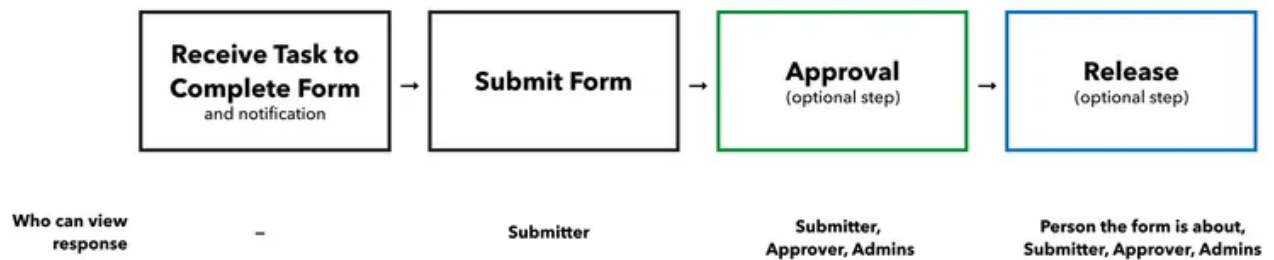 Receive Task to
Complete Form
and notification
→
Submit Form
→
Approval
(optional step)
→
Release
(optional step)
Who can view
response
–
Submitter
Submitter,
Approver, Admins
Person the form is about,
Submitter, Approver, Admins